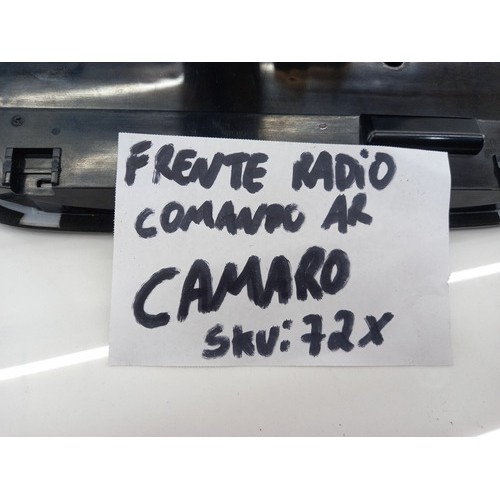 FRENTE RADIO
COMANDO AR
CAMARO
SKU: 72X